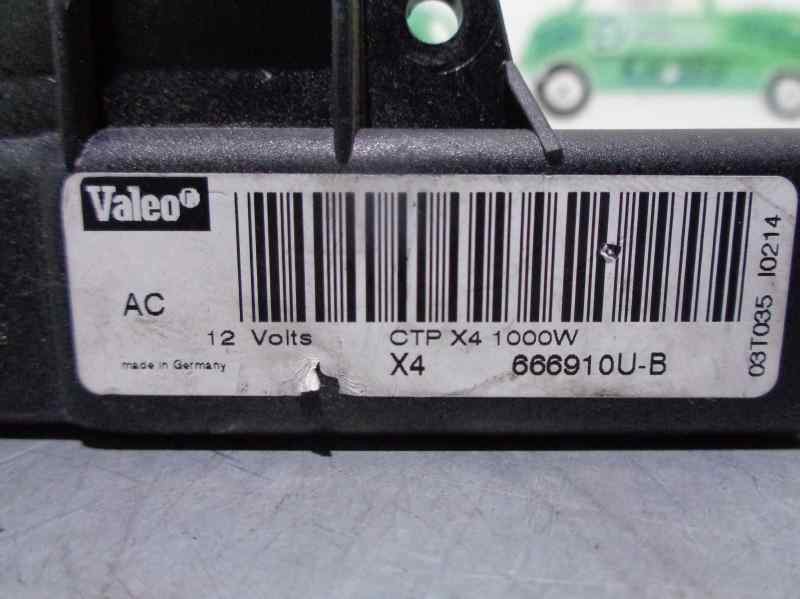 Valeo
AC
12 Volts CTP X4 1000W
made in Germany X4 666910U-B
03T035 I0214